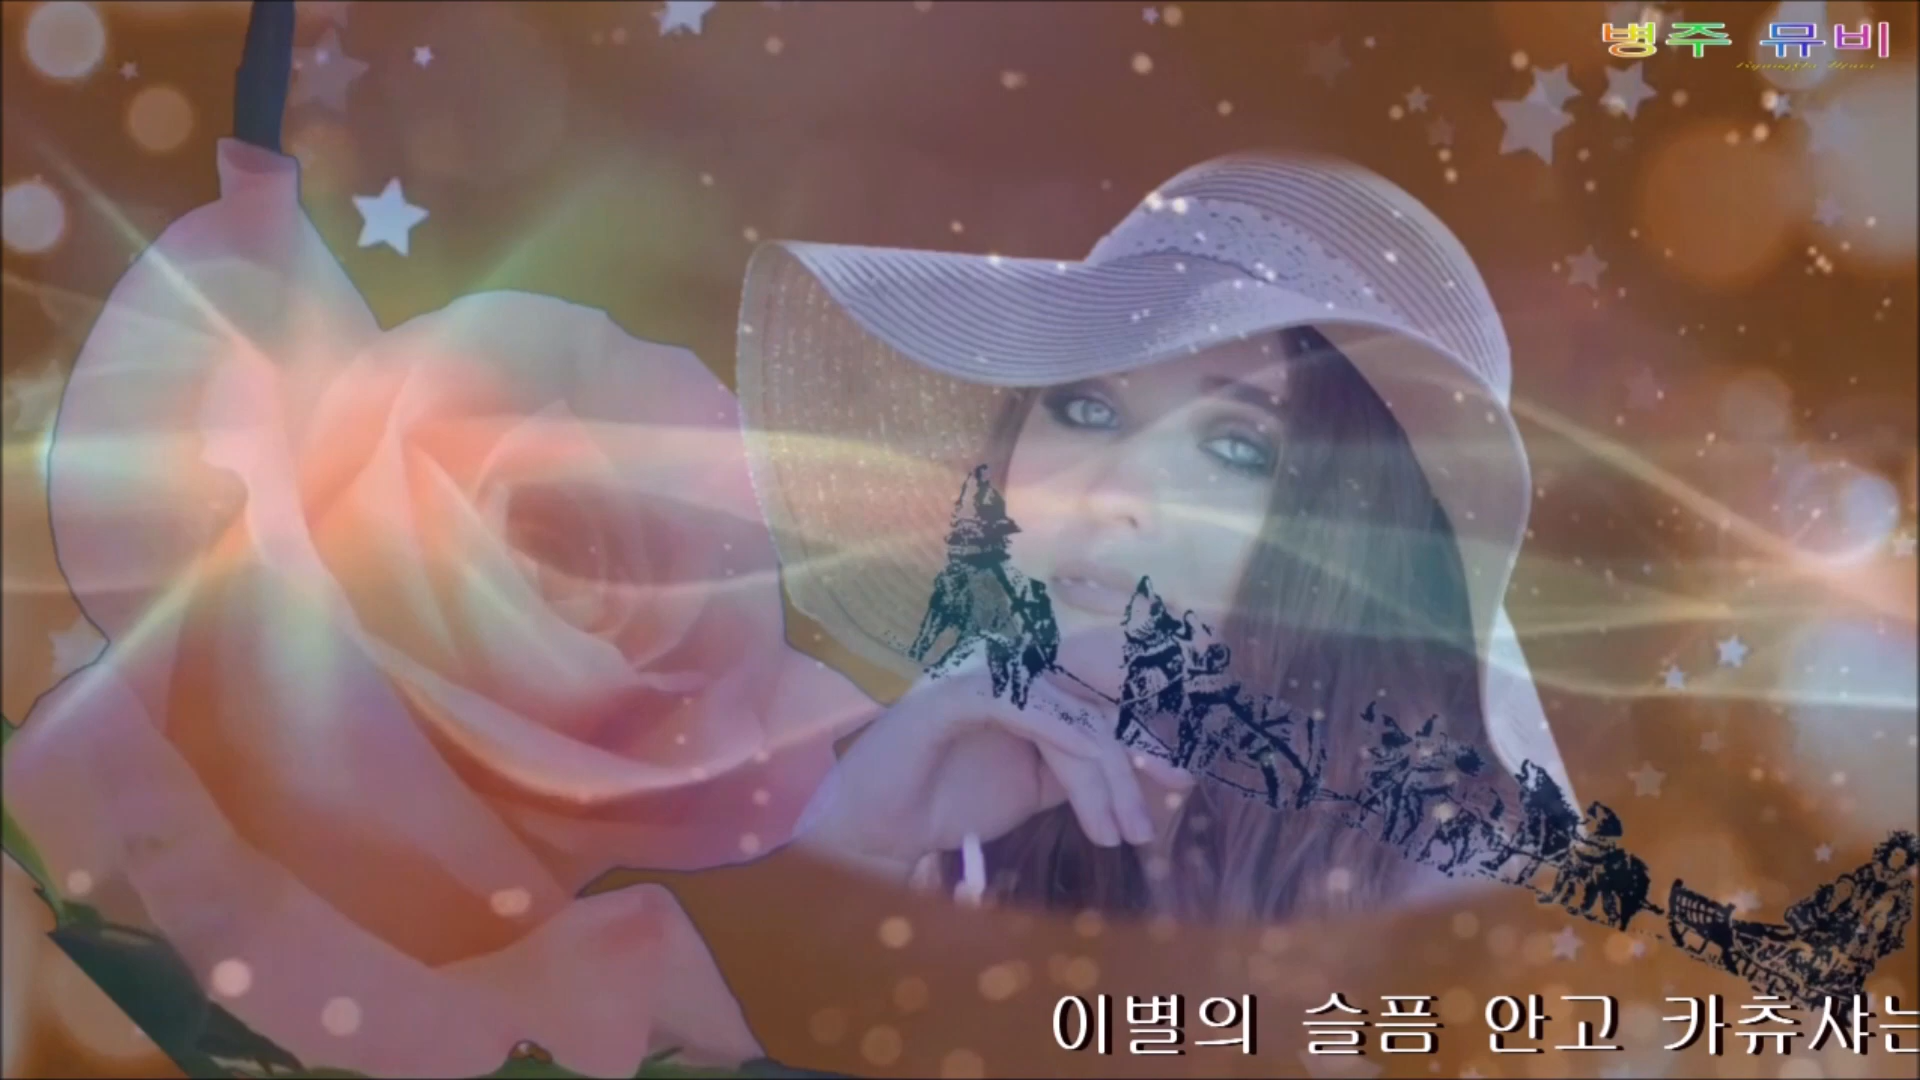 병주 뮤비
이별의 슬픔 안고 카츄샤는